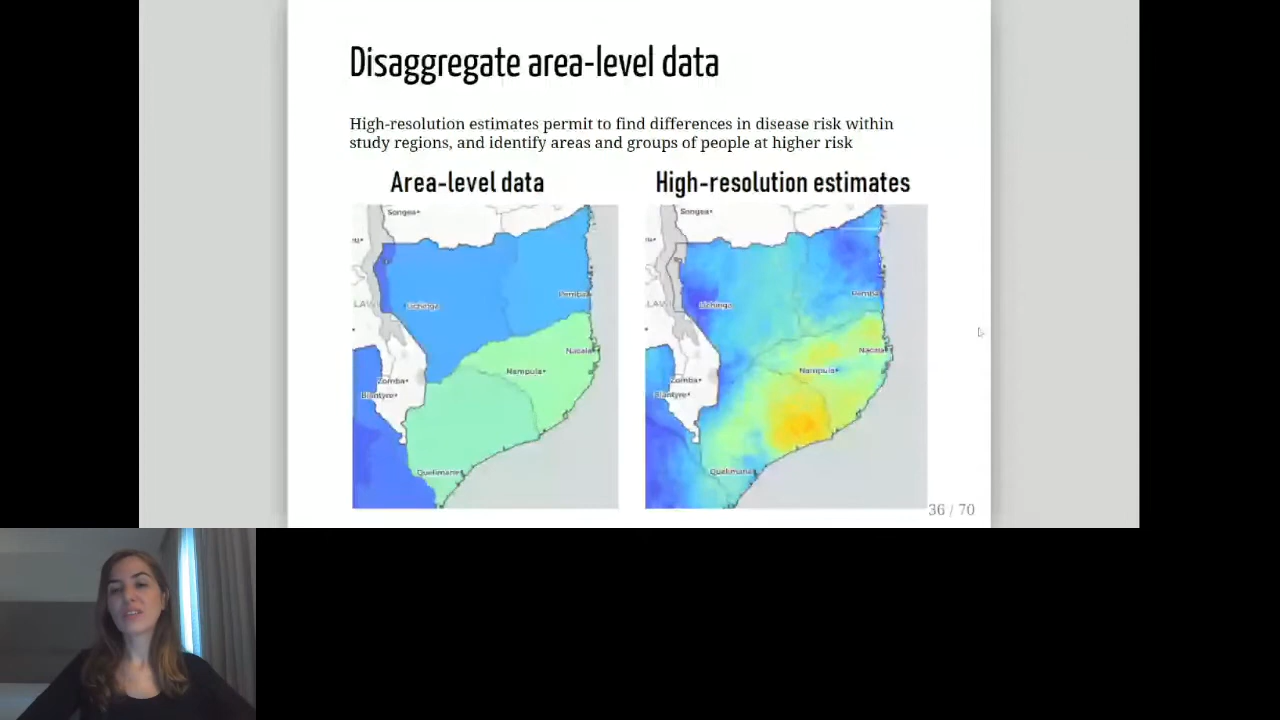 Disaggregate area-level data
High-resolution estimates permit to find differences in disease risk within
study regions, and identify areas and groups of people at higher risk
Area-level data
High-resolution estimates
Songea
Lichinga
Pemba
Nacala
Nampula
Zomba
Blantyre
Quelimane
Songea
Lichinga
Pemba
Nacala
Nampula
Zomba
Blantyre
Quelimane
36 / 70